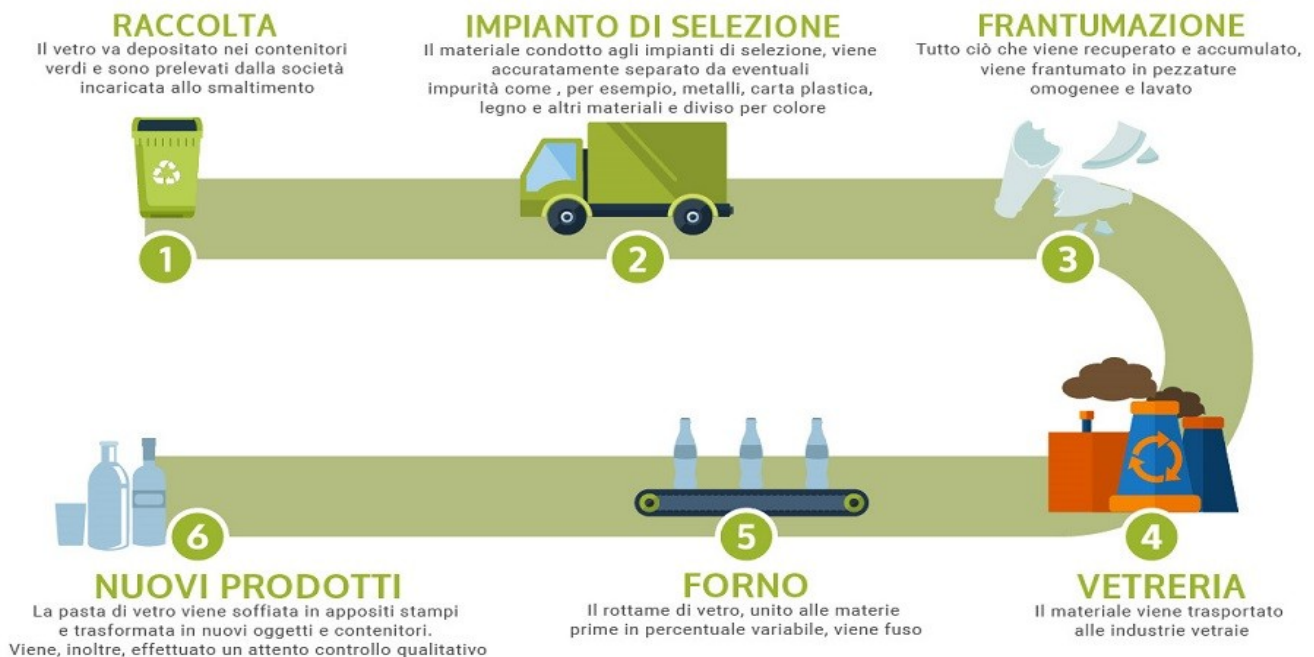 RACCOLTA
Il vetro va depositato nei contenitori
verdi e sono prelevati dalla società
incaricata allo smaltimento
1
IMPIANTO DI SELEZIONE
Il materiale condotto agli impianti di selezione, viene
accuratamente separato da eventuali
impurità come , per esempio, metalli, carta plastica,
legno e altri materiali e diviso per colore
2
FRANTUMAZIONE
Tutto ciò che viene recuperato e accumulato,
viene frantumato in pezzature
omogenee e lavato
3
4
VETRERIA
Il materiale viene trasportato
alle industrie vetraie
5
FORNO
Il rottame di vetro, unito alle materie
prime in percentuale variabile, viene fuso
6
NUOVI PRODOTTI
La pasta di vetro viene soffiata in appositi stampi
e trasformata in nuovi oggetti e contenitori.
Viene, inoltre, effettuato un attento controllo qualitativo